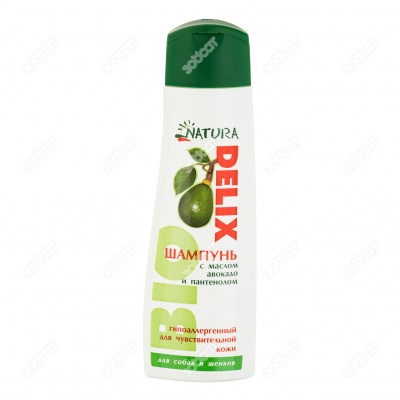 NATURA
DELIX
BIO
ШАМПУНЬ
с маслом
авокадо
и пантенолом
гипоаллергенный
для чувствительной
кожи
для собак и щенков